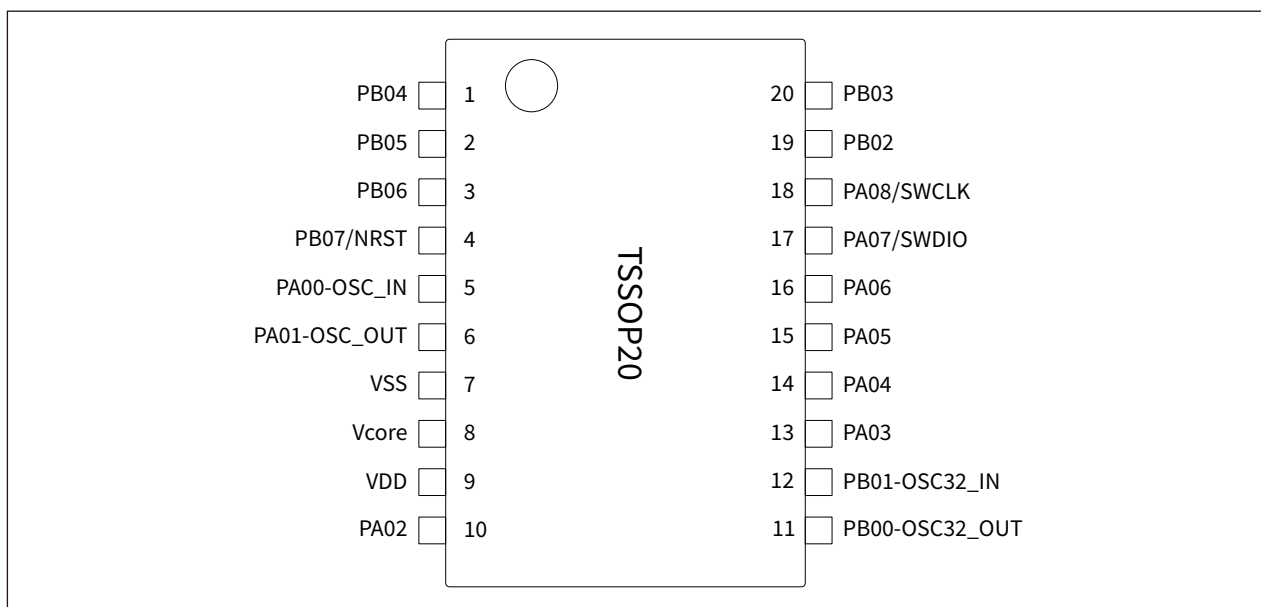 PB04 1 20 PB03
PB05 2 19 PB02
PB06 3 18 PA08/SWCLK
PB07/NRST 4 17 PA07/SWDIO
PA00-OSC_IN 5 16 PA06
PA01-OSC_OUT 6 15 PA05
VSS 7 14 PA04
Vcore 8 13 PA03
VDD 9 12 PB01-OSC32_IN
PA02 10 11 PB00-OSC32_OUT
TSSOP20